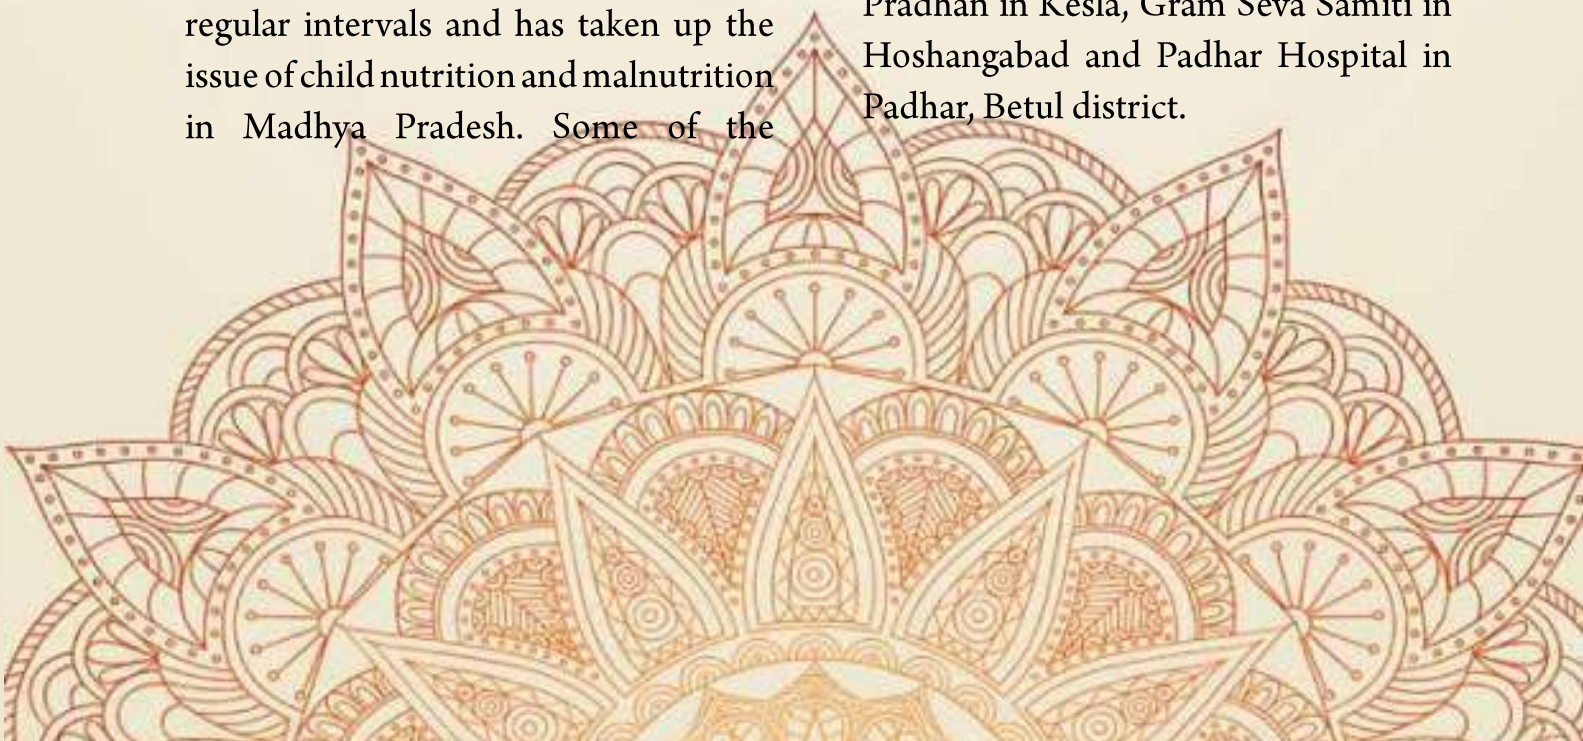 regular intervals and has taken up the
issue of child nutrition and malnutrition
in Madhya Pradesh. Some of the
Pradhan in Kesla, Gram Seva Samiti in
Hoshangabad and Padhar Hospital in
Padhar, Betul district.